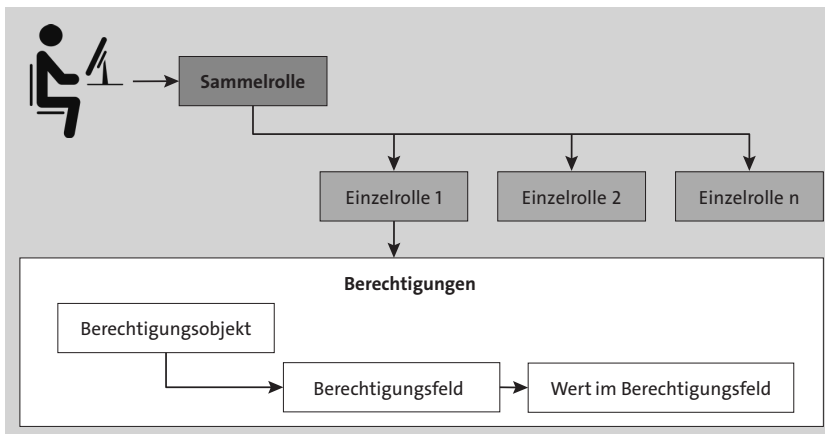 Sammelrolle
Einzelrolle 1
Einzelrolle 2
Einzelrolle n
Berechtigungen
Berechtigungsobjekt
Berechtigungsfeld
Wert im Berechtigungsfeld